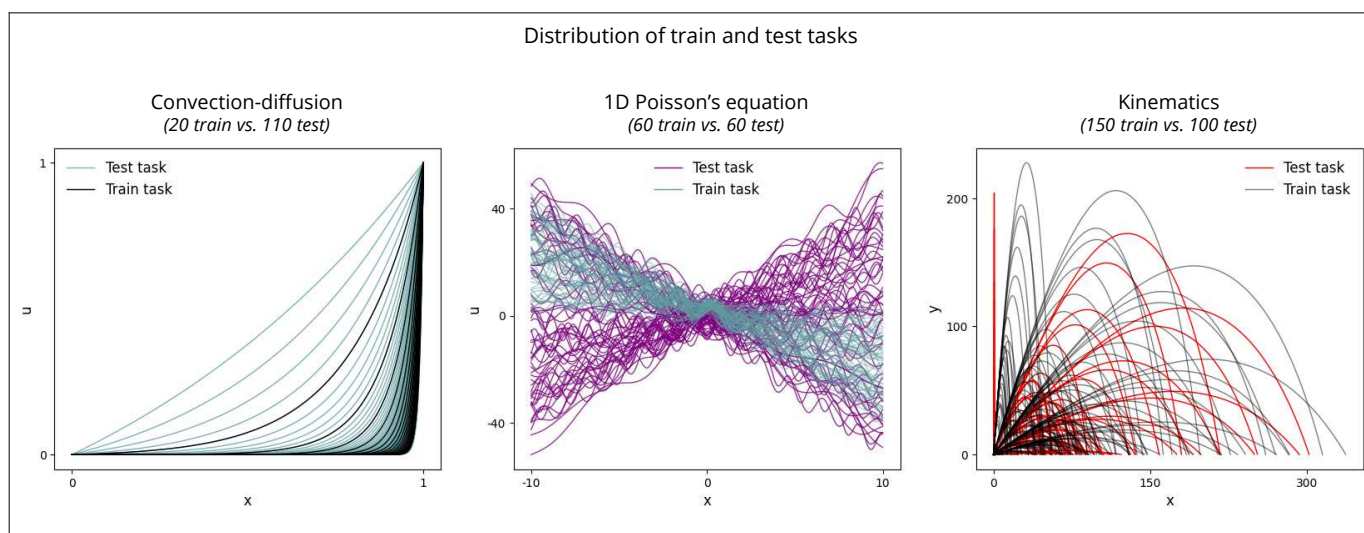 Distribution of train and test tasks
Convection-diffusion
(20 train vs. 110 test)
Test task
Train task
1
0
u
0
1
x
1D Poisson's equation
(60 train vs. 60 test)
Test task
Train task
40
0
-40
u
-10
0
10
x
Kinematics
(150 train vs. 100 test)
Test task
Train task
200
100
0
y
0
150
300
x